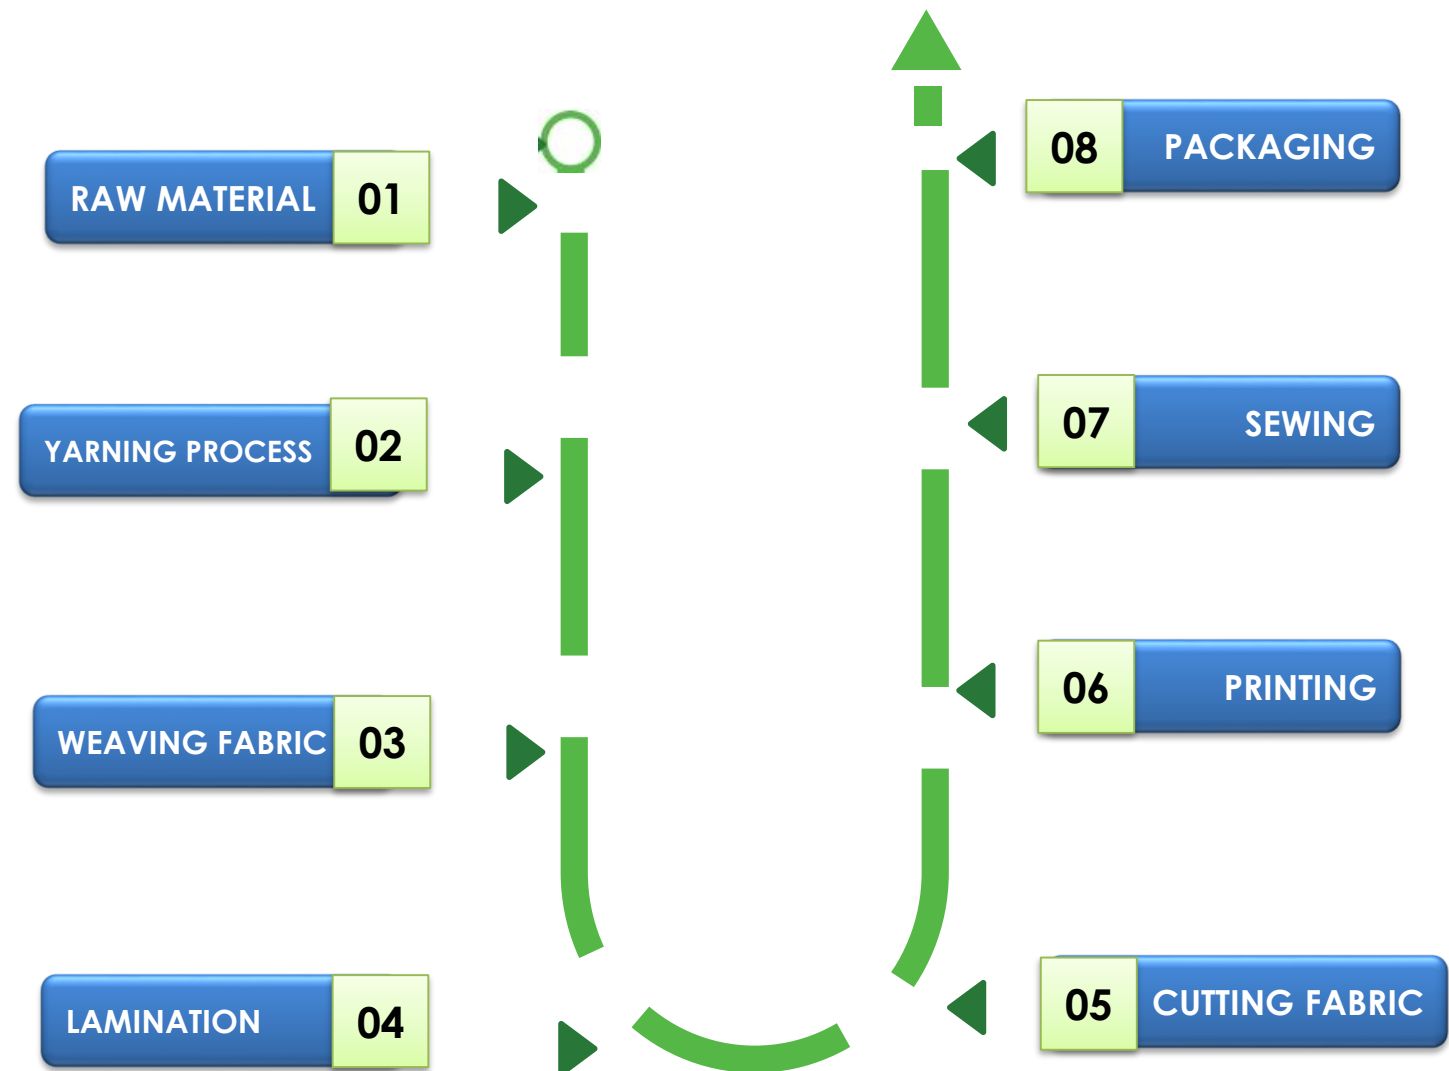 RAW MATERIAL 01
YARNING PROCESS 02
WEAVING FABRIC 03
LAMINATION 04
05 CUTTING FABRIC
06 PRINTING
07 SEWING
08 PACKAGING